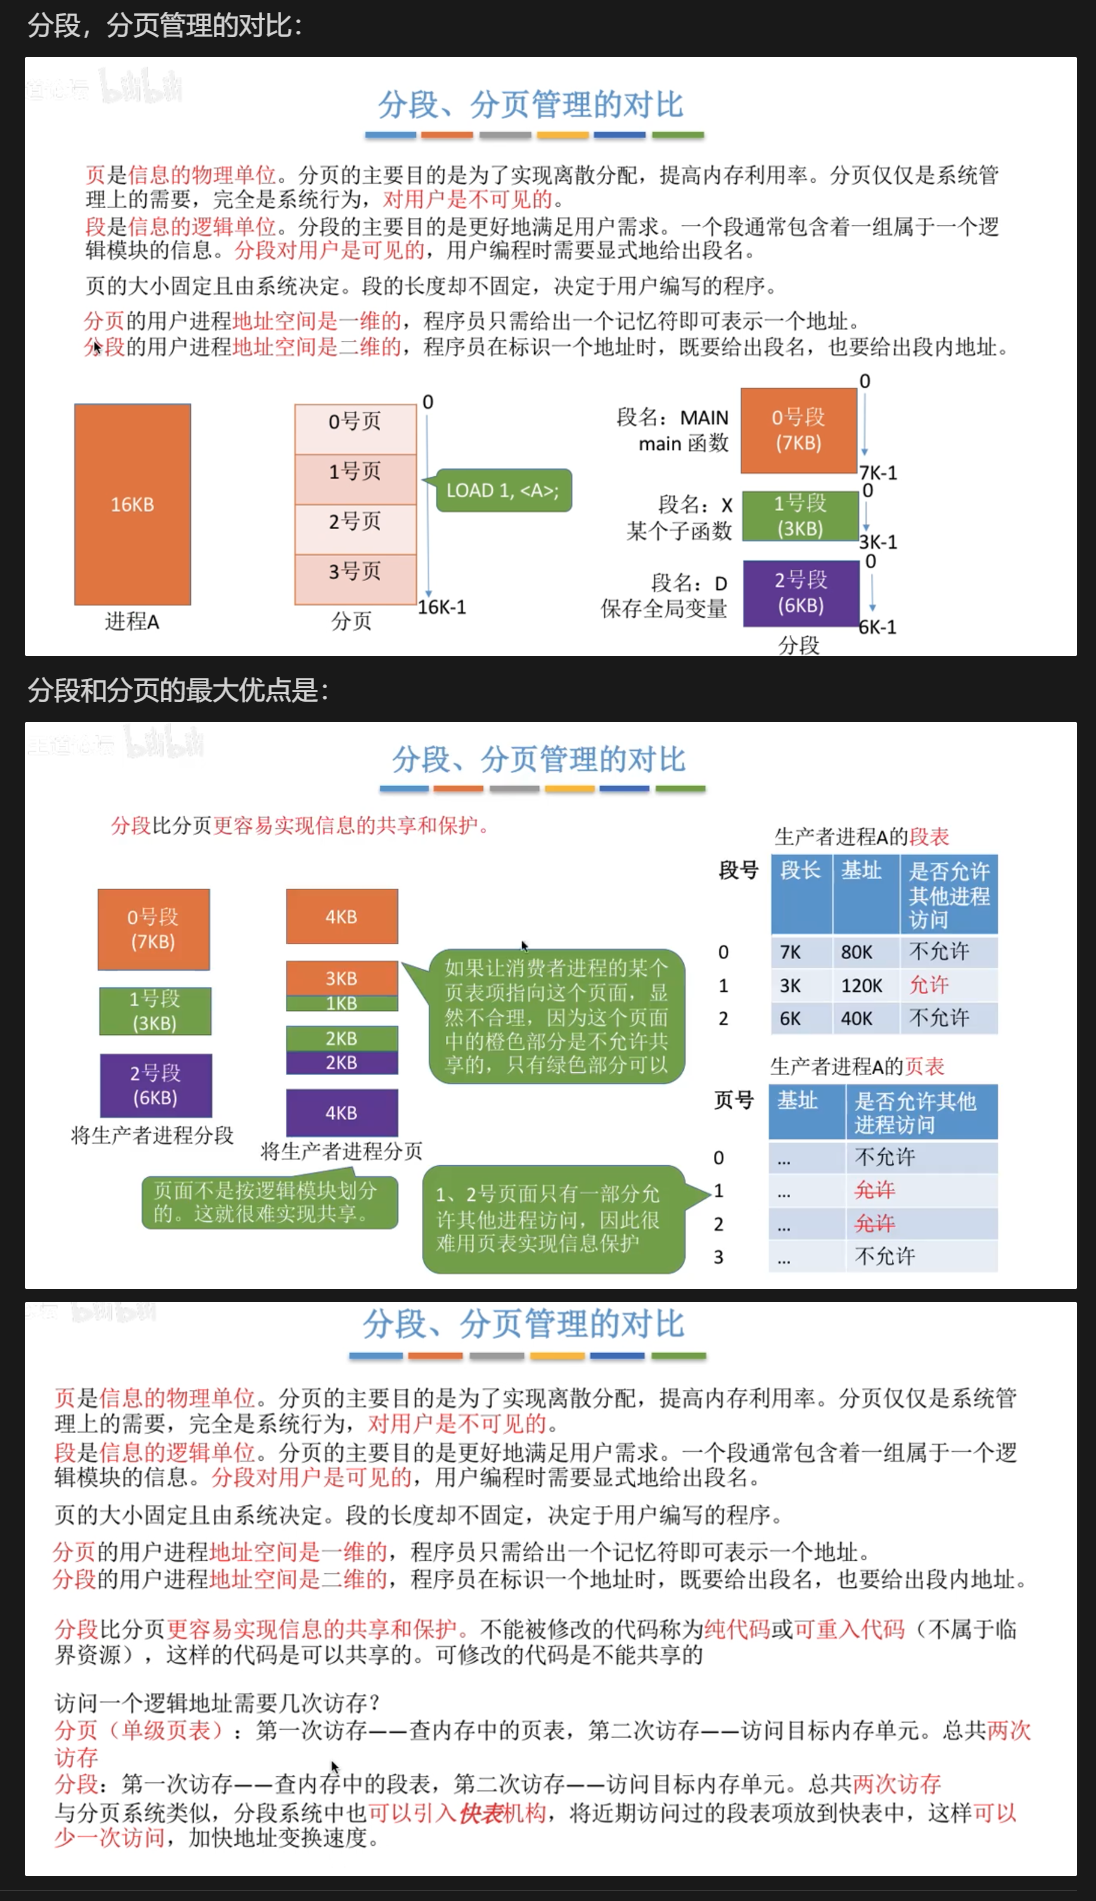 分段，分页管理的对比：
bilibili
分段、分页管理的对比
页是信息的物理单位。分页的主要目的是为了实现离散分配，提高内存利用率。分页仅仅是系统管
理上的需要，完全是系统行为，对用户是不可见的。
段是信息的逻辑单位。分段的主要目的是更好地满足用户需求。一个段通常包含着一组属于一个逻
辑模块的信息。分段对用户是可见的，用户编程时需要显式地给出段名。
页的大小固定且由系统决定。段的长度却不固定，决定于用户编写的程序。
分页的用户进程地址空间是一维的，程序员只需给出一个记忆符即可表示一个地址。
分段的用户进程地址空间是二维的，程序员在标识一个地址时，既要给出段名，也要给出段内地址。
16KB
进程A
0号页
1号页
2号页
3号页
0
16K-1
LOAD 1, <A>;
分页
段名：MAIN
main 函数
0号段
(7KB)
0
7K-1
段名：X
某个子函数
1号段
(3KB)
0
3K-1
段名：D
保存全局变量
2号段
(6KB)
0
6K-1
分段
分段和分页的最大优点是：
bilibili
分段、分页管理的对比
分段比分页更容易实现信息的共享和保护。
0号段
(7KB)
1号段
(3KB)
2号段
(6KB)
将生产者进程分段
4KB
3KB
1KB
2KB
2KB
4KB
将生产者进程分页
如果让消费者进程的某个
页表项指向这个页面，显
然不合理，因为这个页面
中的橙色部分是不允许共
享的，只有绿色部分可以
页面不是按逻辑模块划分
的。这就很难实现共享。
1、2号页面只有一部分允
许其他进程访问，因此很
难用页表实现信息保护
生产者进程A的段表
段号 段长 基址 是否允许
其他进程
访问
0 7K 80K 不允许
1 3K 120K 允许
2 6K 40K 不允许
生产者进程A的页表
页号 基址 是否允许其他
进程访问
0 ... 不允许
1 ... 允许
2 ... 允许
3 ... 不允许
bilibili
分段、分页管理的对比
页是信息的物理单位。分页的主要目的是为了实现离散分配，提高内存利用率。分页仅仅是系统管
理上的需要，完全是系统行为，对用户是不可见的。
段是信息的逻辑单位。分页的主要目的是更好地满足用户需求。一个段通常包含着一组属于一个逻
辑模块的信息。分段对用户是可见的，用户编程时需要显式地给出段名。
页的大小固定且由系统决定。段的长度却不固定，决定于用户编写的程序。
分页的用户进程地址空间是一维的，程序员只需给出一个记忆符即可表示一个地址。
分段的用户进程地址空间是二维的，程序员在标识一个地址时，既要给出段名，也要给出段内地址。
分段比分页更容易实现信息的共享和保护。不能被修改的代码称为纯代码或可重入代码（不属于临
界资源），这样的代码是可以共享的。可修改的代码是不能共享的
访问一个逻辑地址需要几次访存？
分页（单级页表）：第一次访存——查内存中的页表，第二次访存——访问目标内存单元。总共两次
访存
分段：第一次访存——查内存中的段表，第二次访存——访问目标内存单元。总共两次访存
与分页系统类似，分段系统中也可以引入快表机构，将近期访问过的段表项放到快表中，这样可以
少一次访问，加快地址变换速度。